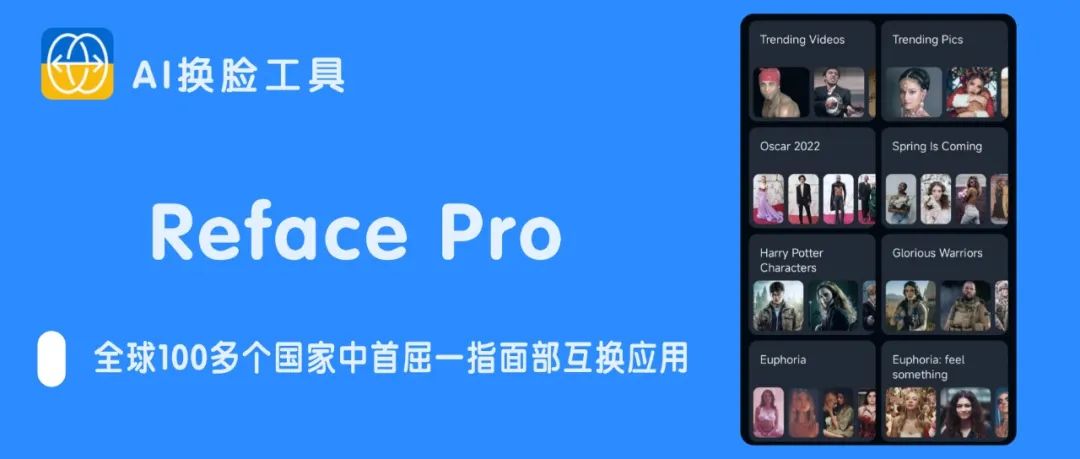 AI换脸工具
Reface Pro
全球100多个国家中首屈一指面部互换应用
Trending Videos
Trending Pics
Oscar 2022
Spring Is Coming
Harry Potter
Characters
Glorious Warriors
Euphoria
Euphoria: feel
something